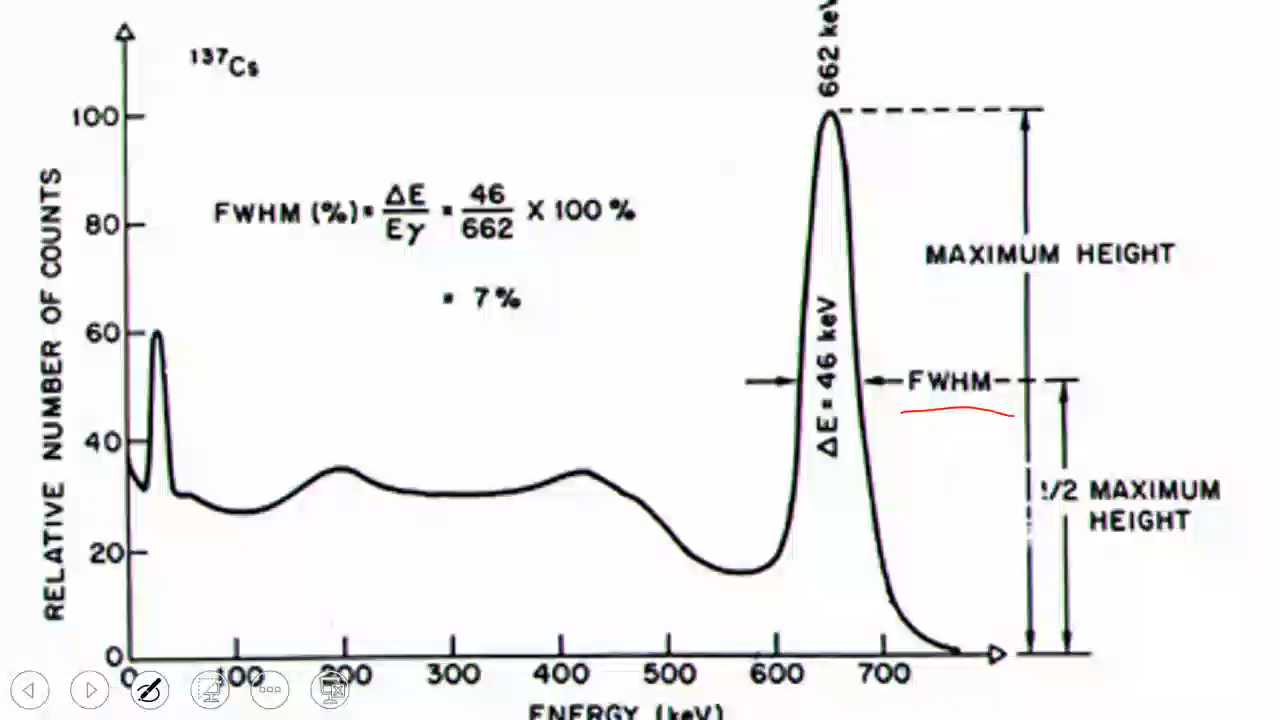 662 keV
137Cs
100
80
60
40
20
0
RELATIVE NUMBER OF COUNTS
FWHM (%) = ΔE/Eγ = 46/662 X 100 %
= 7 %
MAXIMUM HEIGHT
ΔE = 46 keV
FWHM
1/2 MAXIMUM
HEIGHT
0 100 200 300 400 500 600 700
ENERGY (keV)